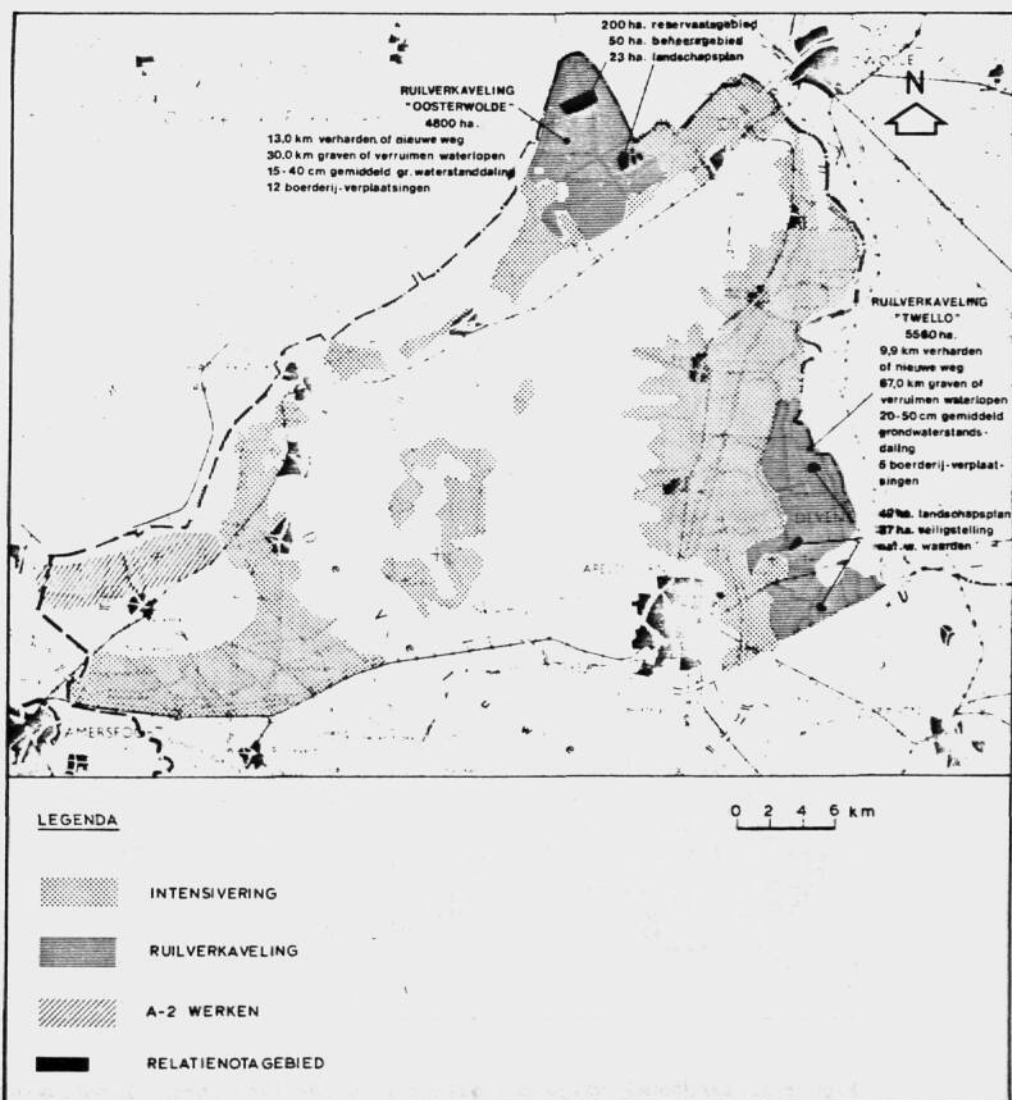 200 ha. reservaatsgebied
50 ha. beheersgebied
23 ha. landschapsplan
RUILVERKAVELING
"OOSTERWOLDE"
4800 ha.
13,0 km verharden of nieuwe weg
30,0 km graven of verruimen waterlopen
15-40 cm gemiddeld gr. waterstanddaling
12 boerderij-verplaatsingen
N
RUILVERKAVELING
"TWELLO"
5560 ha.
9,9 km verharden
of nieuwe weg
67,0 km graven of
verruimen waterlopen
20-50 cm gemiddeld
grondwaterstands-
daling
5 boerderij-verplaat-
singen
ha. landschapsplan
37 ha. veiligstelling
waarden
LEGENDA
0 2 4 6 km
INTENSIVERING
RUILVERKAVELING
A-2 WERKEN
RELATIENOTAGEBIED